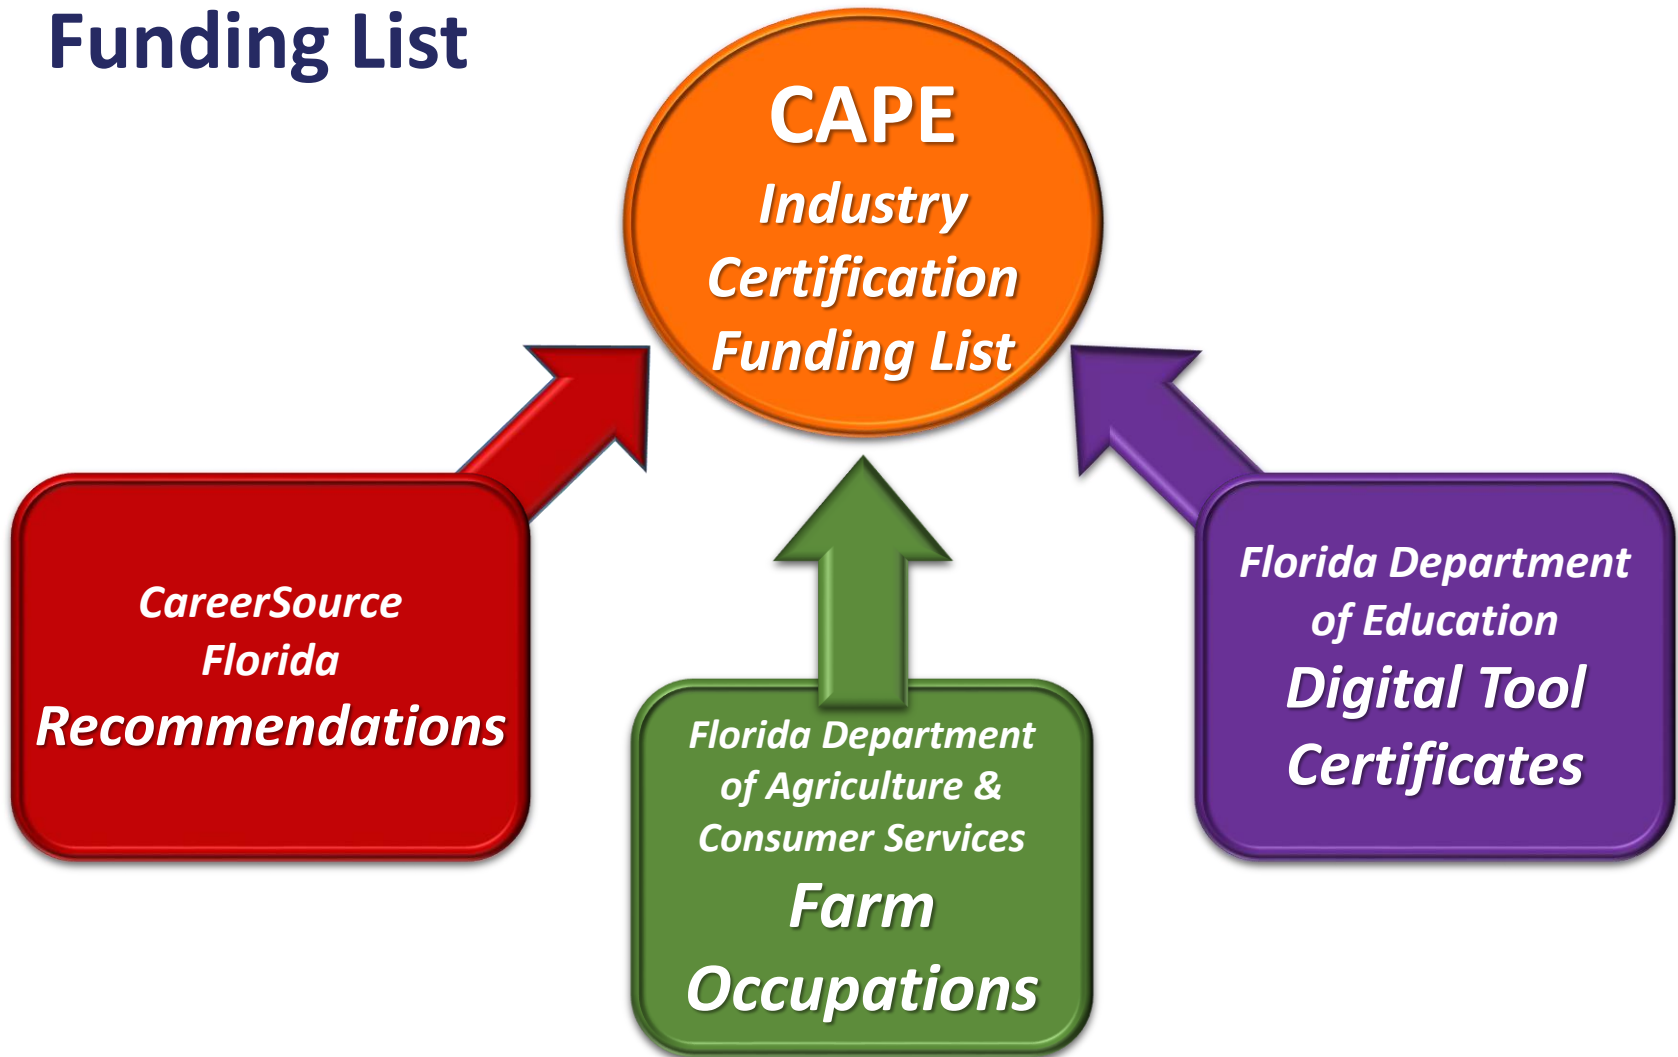 Funding List
CAPE
Industry
Certification
Funding List
CareerSource
Florida
Recommendations
Florida Department
of Agriculture &
Consumer Services
Farm
Occupations
Florida Department
of Education
Digital Tool
Certificates